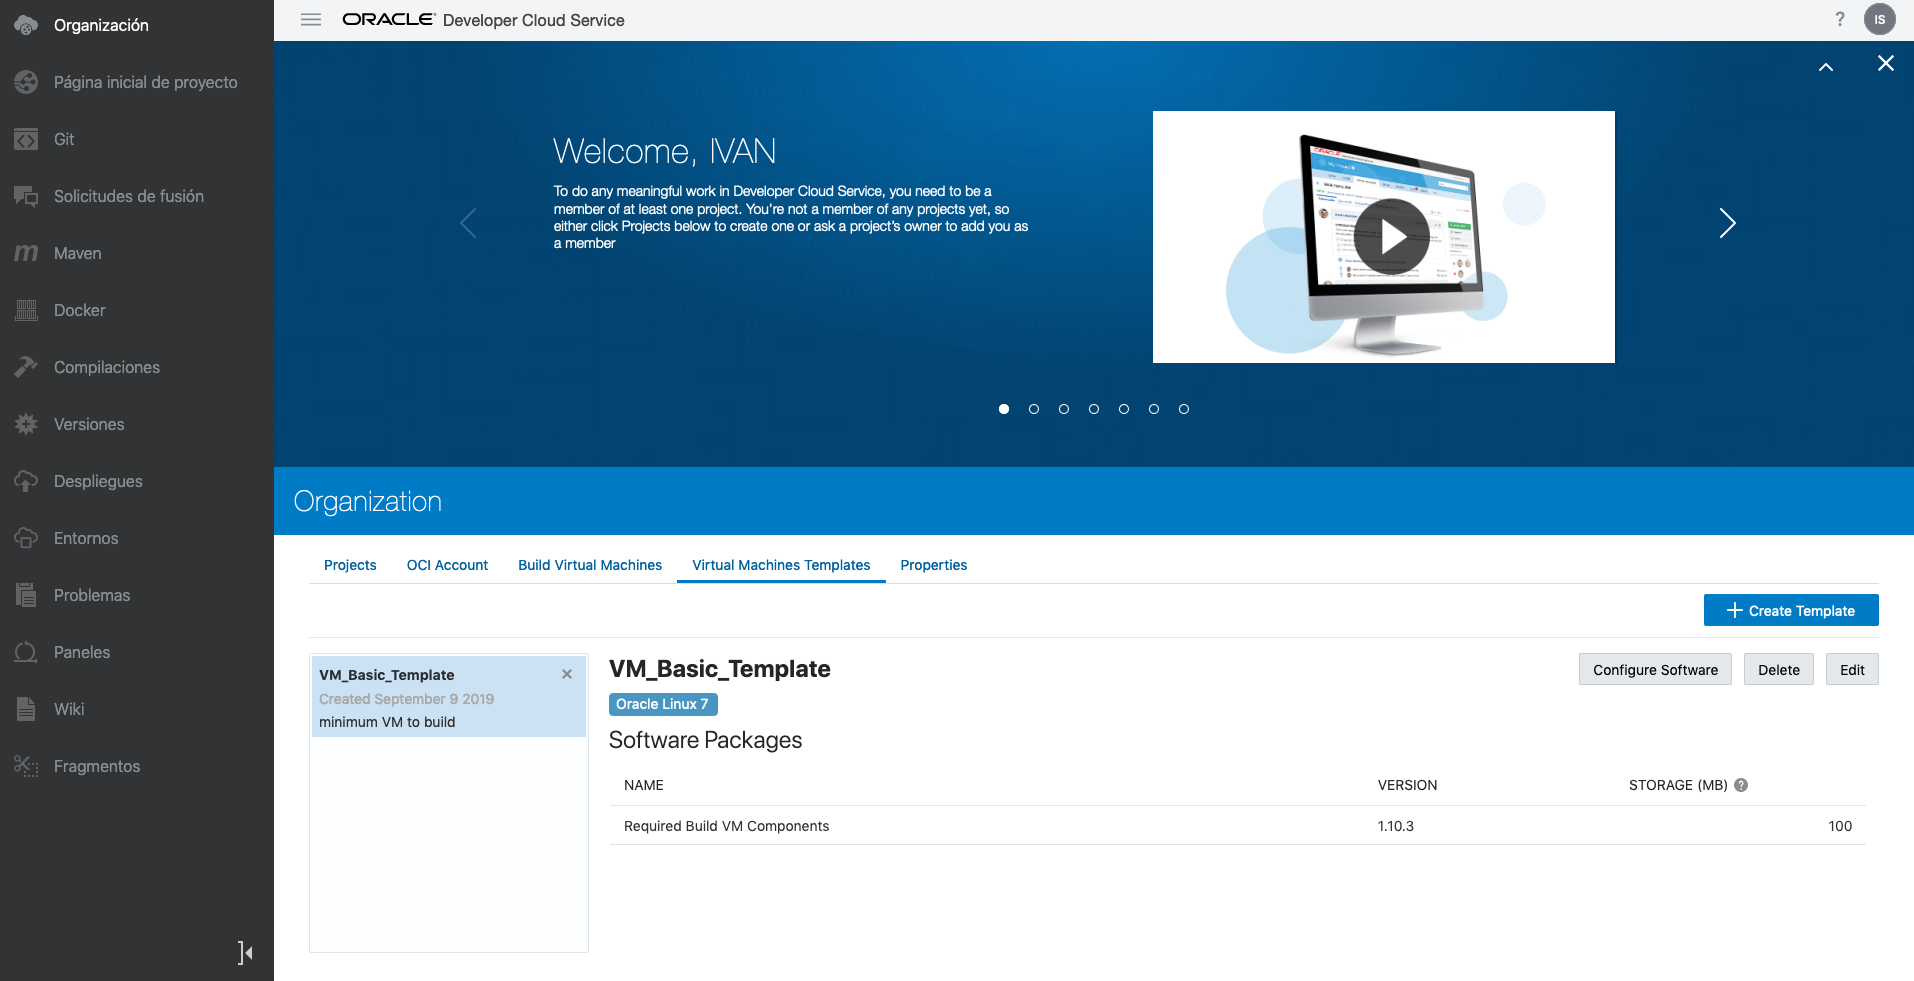 Organización
Página inicial de proyecto
Git
Solicitudes de fusión
Maven
Docker
Compilaciones
Versiones
Despliegues
Entornos
Problemas
Paneles
Wiki
Fragmentos
ORACLE® Developer Cloud Service
?
IS
Welcome, IVAN
To do any meaningful work in Developer Cloud Service, you need to be a
member of at least one project. You're not a member of any projects yet, so
either click Projects below to create one or ask a project's owner to add you as
a member
Organization
Projects OCI Account Build Virtual Machines Virtual Machines Templates Properties
Create Template
VM_Basic_Template
Created September 9 2019
minimum VM to build
VM_Basic_Template
Configure Software Delete Edit
Oracle Linux 7
Software Packages
NAME VERSION STORAGE (MB) ?
Required Build VM Components 1.10.3 100